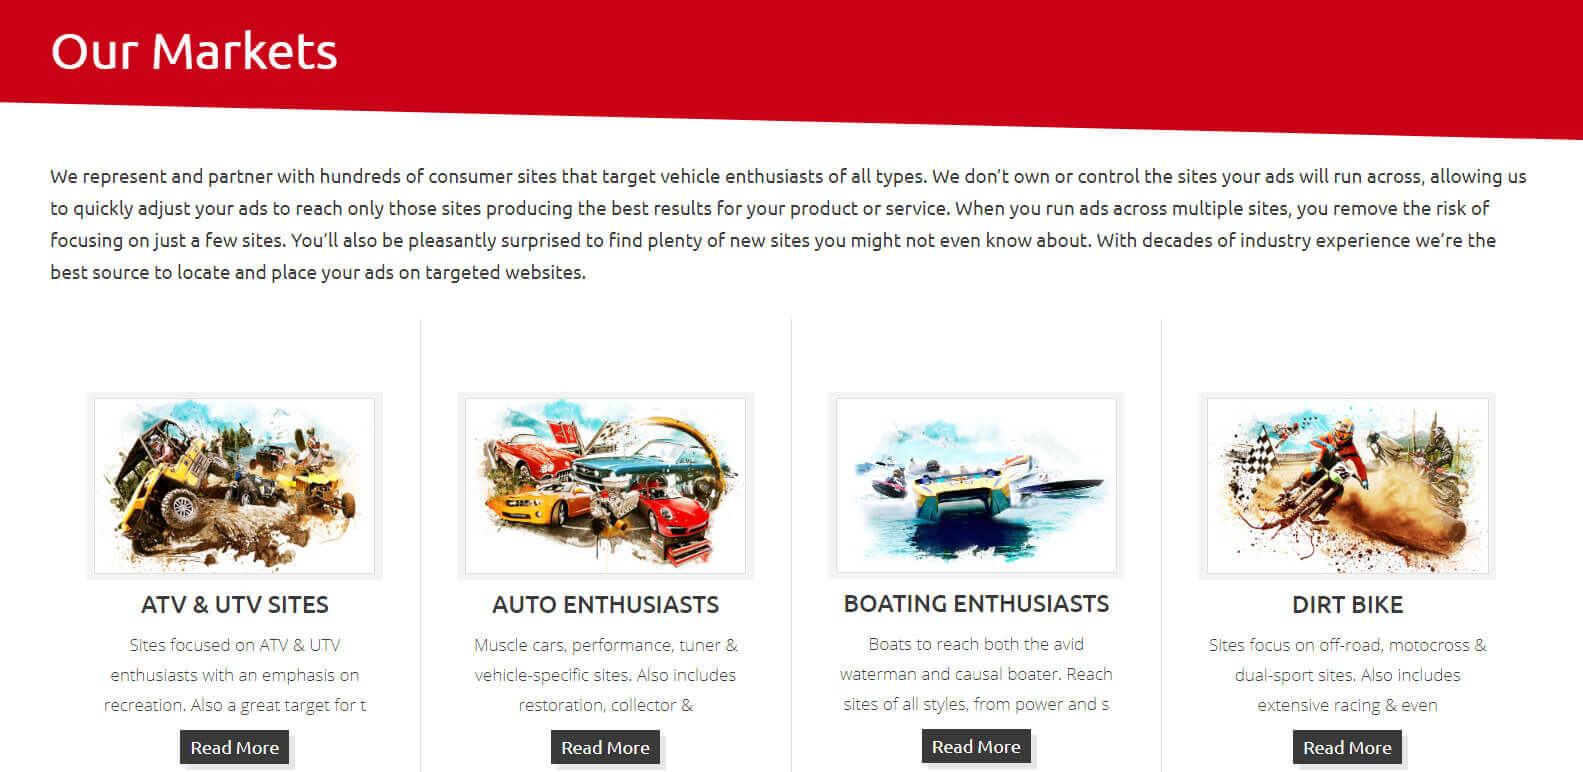 Our Markets
We represent and partner with hundreds of consumer sites that target vehicle enthusiasts of all types. We don’t own or control the sites your ads will run across, allowing us
to quickly adjust your ads to reach only those sites producing the best results for your product or service. When you run ads across multiple sites, you remove the risk of
focusing on just a few sites. You’ll also be pleasantly surprised to find plenty of new sites you might not even know about. With decades of industry experience we’re the
best source to locate and place your ads on targeted websites.
ATV & UTV SITES
Sites focused on ATV & UTV
enthusiasts with an emphasis on
recreation. Also a great target for t
Read More
AUTO ENTHUSIASTS
Muscle cars, performance, tuner &
vehicle-specific sites. Also includes
restoration, collector &
Read More
BOATING ENTHUSIASTS
Boats to reach both the avid
waterman and causal boater. Reach
sites of all styles, from power and s
Read More
DIRT BIKE
Sites focus on off-road, motocross &
dual-sport sites. Also includes
extensive racing & even
Read More